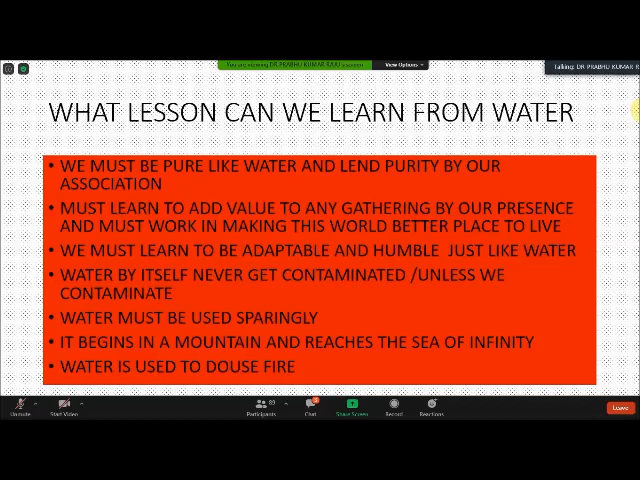 You are viewing DR PRABHU KUMAR RAJU's screen
View Options
Talking: DR PRABHU KUMAR R
WHAT LESSON CAN WE LEARN FROM WATER
• WE MUST BE PURE LIKE WATER AND LEND PURITY BY OUR
ASSOCIATION
• MUST LEARN TO ADD VALUE TO ANY GATHERING BY OUR PRESENCE
AND MUST WORK IN MAKING THIS WORLD BETTER PLACE TO LIVE
• WE MUST LEARN TO BE ADAPTABLE AND HUMBLE JUST LIKE WATER
• WATER BY ITSELF NEVER GET CONTAMINATED /UNLESS WE
CONTAMINATE
• WATER MUST BE USED SPARINGLY
• IT BEGINS IN A MOUNTAIN AND REACHES THE SEA OF INFINITY
• WATER IS USED TO DOUSE FIRE
Unmute
Start Video
89
Participants
Chat
Share Screen
Record
Reactions
Leave